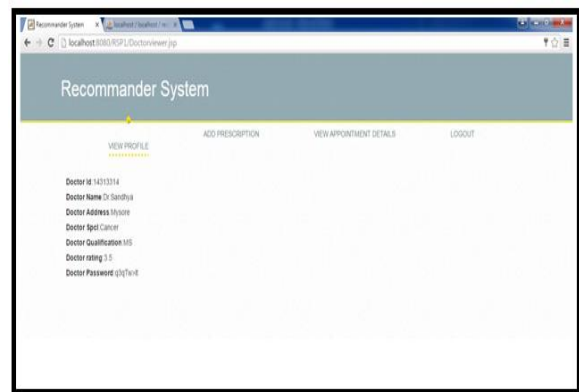 Recommander System
localhost / localhost /
localhost:8080/RSP1/Doctorviewer.jsp
Recommander System
VIEW PROFILE
ADD PRESCRIPTION
VIEW APPOINTMENT DETAILS
LOGOUT
Doctor Id:14313314
Doctor Name:Dr.Sandhya
Doctor Address:Mysore
Doctor Spcl:Cancer
Doctor Qualification:MS
Doctor rating:3.5
Doctor Password: